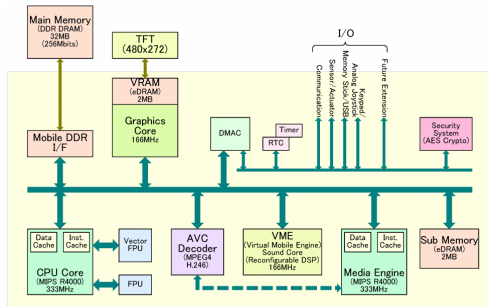 Main Memory
(DDR DRAM)
32MB
(256Mbits)
TFT
(480x272)
I/O
Communication
Sensor/Actuator
Memory Stick/USB
Analog Joystick
Keypad/
Future Extension
VRAM
(eDRAM)
2MB
Graphics
Core
166MHz
Mobile DDR
I/F
DMAC
Timer
RTC
Security
System
(AES Crypto)
Data
Cache
Inst.
Cache
CPU Core
(MIPS R4000)
333MHz
Vector
FPU
FPU
AVC
Decoder
(MPEG4
H.246)
VME
(Virtual Mobile Engine)
Sound Core
(Reconfigurable DSP)
166MHz
Data
Cache
Inst.
Cache
Media Engine
(MIPS R4000)
333MHz
Sub Memory
(eDRAM)
2MB